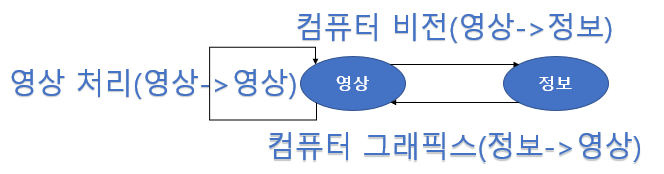 컴퓨터 비전(영상->정보)
영상 처리(영상->영상)
영상
정보
컴퓨터 그래픽스(정보->영상)